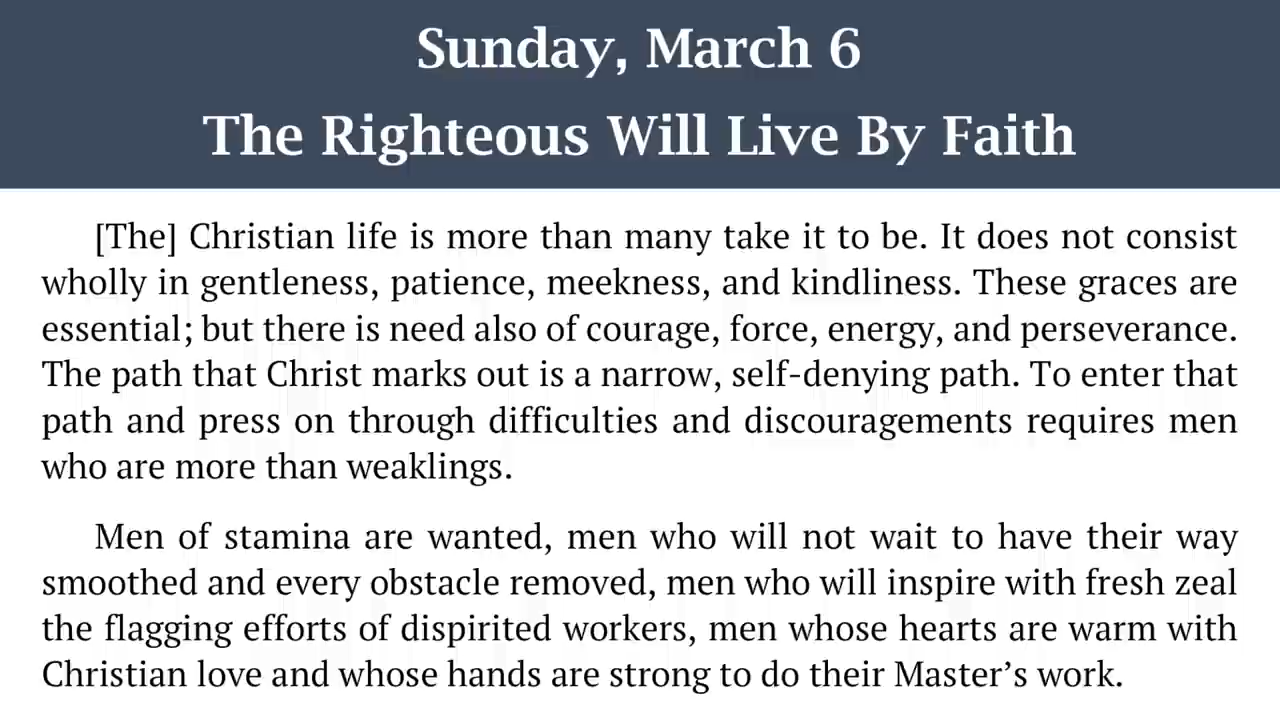 Sunday, March 6
The Righteous Will Live By Faith
[The] Christian life is more than many take it to be. It does not consist
wholly in gentleness, patience, meekness, and kindliness. These graces are
essential; but there is need also of courage, force, energy, and perseverance.
The path that Christ marks out is a narrow, self-denying path. To enter that
path and press on through difficulties and discouragements requires men
who are more than weaklings.
Men of stamina are wanted, men who will not wait to have their way
smoothed and every obstacle removed, men who will inspire with fresh zeal
the flagging efforts of dispirited workers, men whose hearts are warm with
Christian love and whose hands are strong to do their Master’s work.